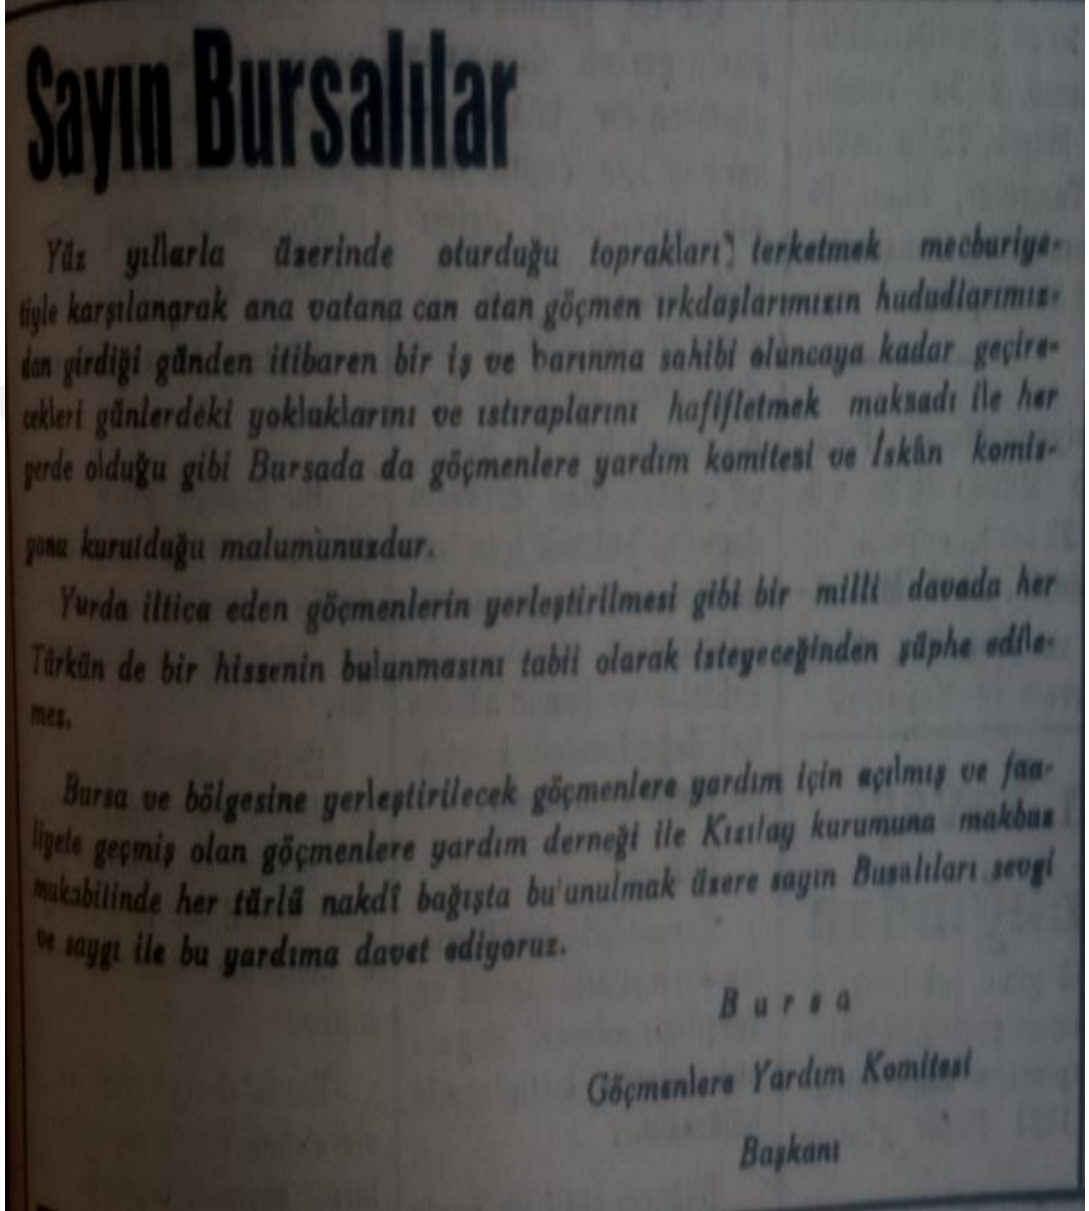 Sayın Bursalılar
Yüz yıllarla üzerinde oturduğu toprakları terketmek mecburiye-
tiyle karşılanarak ana vatana can atan göçmen ırkdaşlarımızın hududlarımız-
dan girdiği günden itibaren bir iş ve barınma sahibi oluncaya kadar geçire-
cekleri günlerdeki yokluklarını ve ıstıraplarını hafifletmek maksadı ile her
yerde olduğu gibi Bursada da göçmenlere yardım komitesi ve İskân komis-
yonu kurulduğu malumunuzdur.
Yurda iltica eden göçmenlerin yerleştirilmesi gibi bir milli davada her
Türkün de bir hissenin bulunmasını tabii olarak isteyeceğinden şüphe edile-
mez.
Bursa ve bölgesine yerleştirilecek göçmenlere yardım için açılmış ve faa-
liyete geçmiş olan göçmenlere yardım derneği ile Kızılay kurumuna makbuz
mukabilinde her türlü nakdî bağışta bu'unulmak üzere sayın Busalıları sevgi
ve saygı ile bu yardıma davet ediyoruz.
Bursa
Göçmenlere Yardım Komitesi
Başkanı